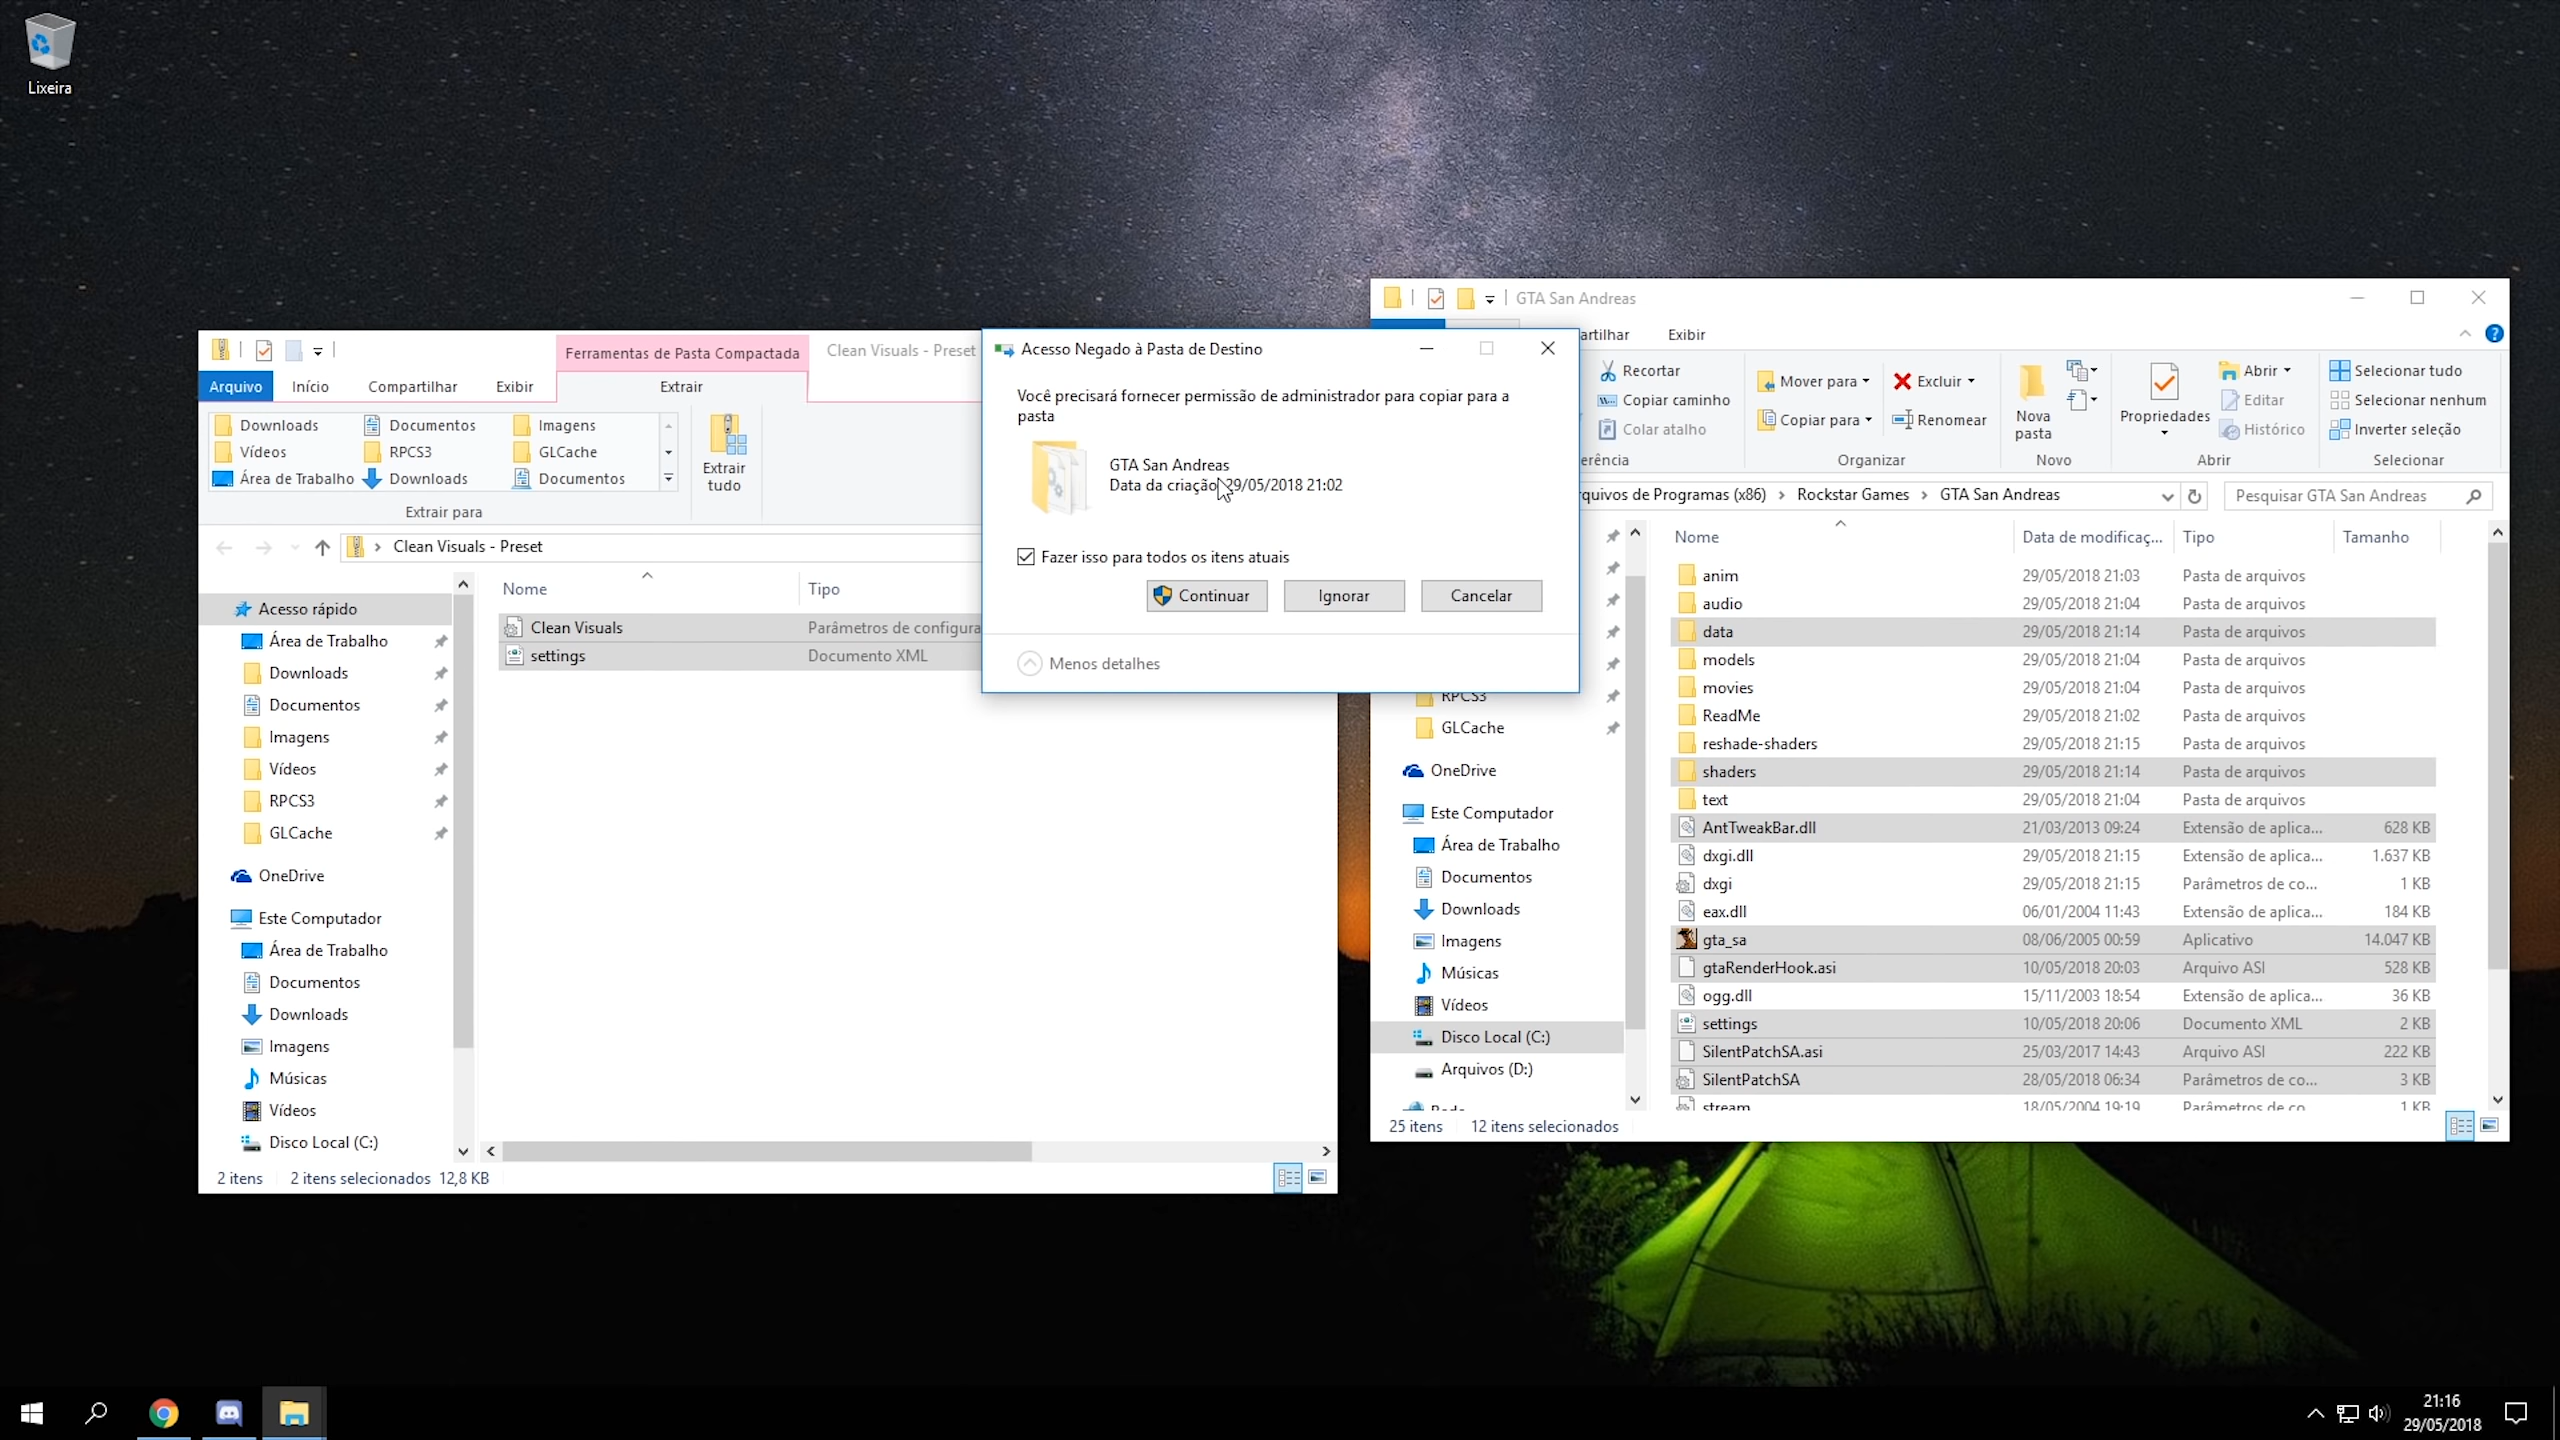 Lixeira
Ferramentas de Pasta Compactada
Clean Visuals - Preset
Arquivo
Início
Compartilhar
Exibir
Extrair
Downloads
Documentos
Imagens
Vídeos
RPCS3
GLCache
Área de Trabalho
Downloads
Documentos
Extrair para
Extrair
tudo
Clean Visuals - Preset
Acesso rápido
Área de Trabalho
Downloads
Documentos
Imagens
Vídeos
RPCS3
GLCache
OneDrive
Este Computador
Área de Trabalho
Documentos
Downloads
Imagens
Músicas
Vídeos
Disco Local (C:)
Nome
Tipo
Clean Visuals
Parâmetros de configura
settings
Documento XML
2 itens
2 itens selecionados 12,8 KB
Acesso Negado à Pasta de Destino
Você precisará fornecer permissão de administrador para copiar para a
pasta
GTA San Andreas
Data da criação: 29/05/2018 21:02
Fazer isso para todos os itens atuais
Continuar
Ignorar
Cancelar
Menos detalhes
GTA San Andreas
artilhar
Exibir
Recortar
Copiar caminho
Colar atalho
erência
Mover para
Copiar para
Excluir
Renomear
Organizar
Nova
pasta
Novo
Propriedades
Abrir
Editar
Histórico
Abrir
Selecionar tudo
Selecionar nenhum
Inverter seleção
Selecionar
rquivos de Programas (x86) > Rockstar Games > GTA San Andreas
Pesquisar GTA San Andreas
RPCS3
GLCache
OneDrive
Este Computador
Área de Trabalho
Documentos
Downloads
Imagens
Músicas
Vídeos
Disco Local (C:)
Arquivos (D:)
Rede
Nome Data de modificaç... Tipo Tamanho
anim 29/05/2018 21:03 Pasta de arquivos
audio 29/05/2018 21:04 Pasta de arquivos
data 29/05/2018 21:14 Pasta de arquivos
models 29/05/2018 21:04 Pasta de arquivos
movies 29/05/2018 21:04 Pasta de arquivos
ReadMe 29/05/2018 21:02 Pasta de arquivos
reshade-shaders 29/05/2018 21:15 Pasta de arquivos
shaders 29/05/2018 21:14 Pasta de arquivos
text 29/05/2018 21:04 Pasta de arquivos
AntTweakBar.dll 21/03/2013 09:24 Extensão de aplica... 628 KB
dxgi.dll 29/05/2018 21:15 Extensão de aplica... 1.637 KB
dxgi 29/05/2018 21:15 Parâmetros de co... 1 KB
eax.dll 06/01/2004 11:43 Extensão de aplica... 184 KB
gta_sa 08/06/2005 00:59 Aplicativo 14.047 KB
gtaRenderHook.asi 10/05/2018 20:03 Arquivo ASI 528 KB
ogg.dll 15/11/2003 18:54 Extensão de aplica... 36 KB
settings 10/05/2018 20:06 Documento XML 2 KB
SilentPatchSA.asi 25/03/2017 14:43 Arquivo ASI 222 KB
SilentPatchSA 28/05/2018 06:34 Parâmetros de co... 3 KB
stream 18/05/2004 19:19 Parâmetros de co... 1 KB
25 itens
12 itens selecionados
21:16
29/05/2018